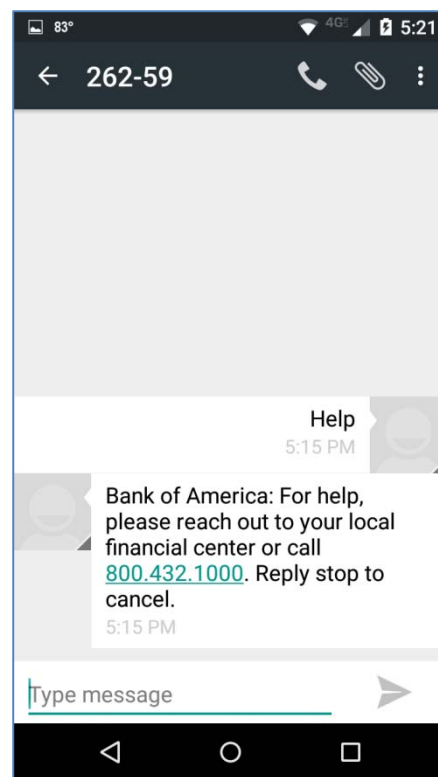 83° 4G 5:21
262-59
Help
5:15 PM
Bank of America: For help,
please reach out to your local
financial center or call
800.432.1000. Reply stop to
cancel.
5:15 PM
Type message